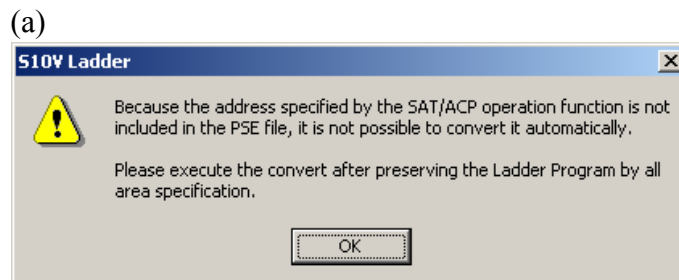 (a)
S10V Ladder
Because the address specified by the SAT/ACP operation function is not
included in the PSE file, it is not possible to convert it automatically.
Please execute the convert after preserving the Ladder Program by all
area specification.
OK